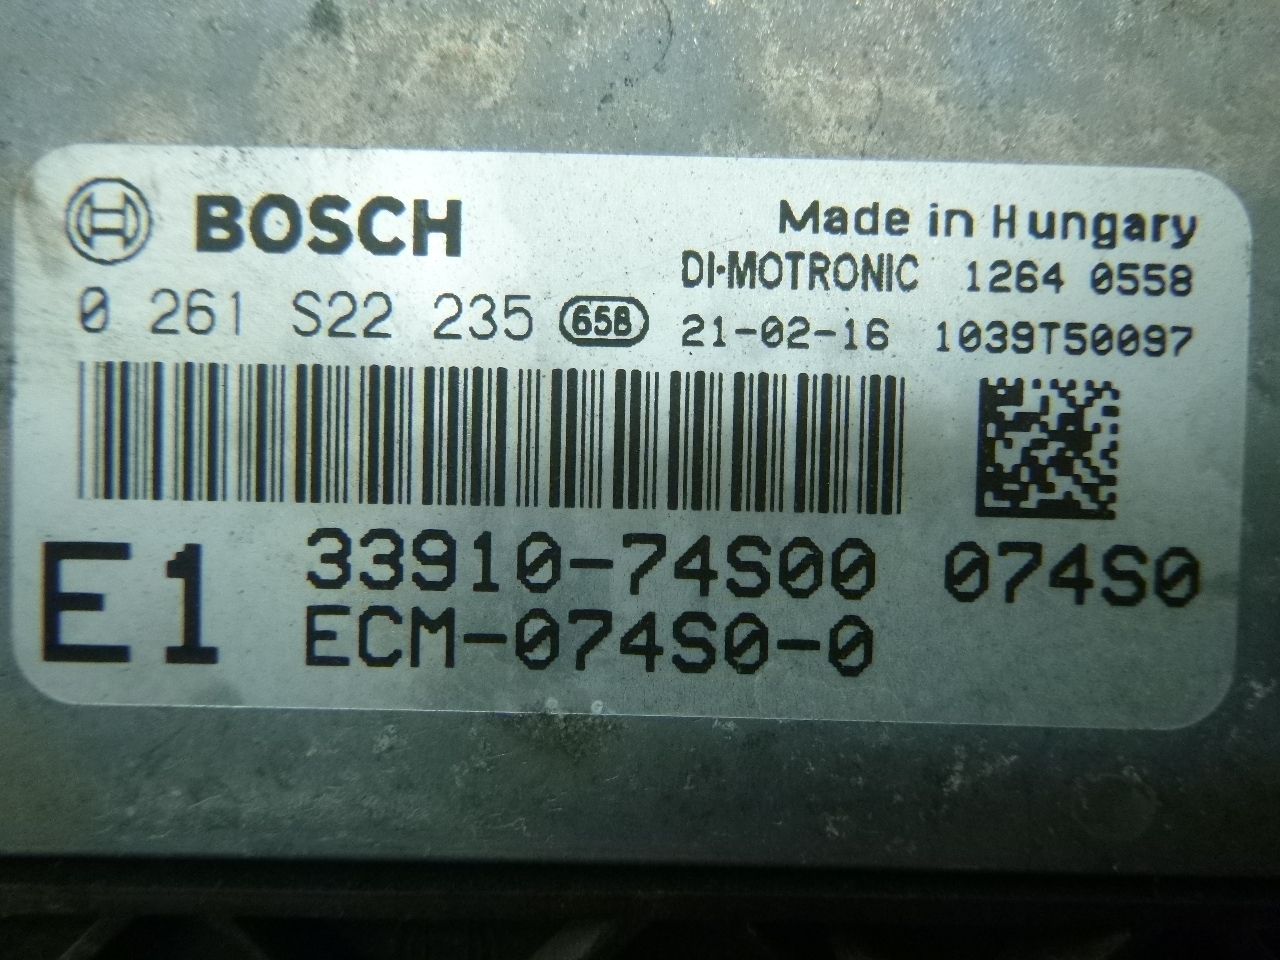 BOSCH
Made in Hungary
DI·MOTRONIC 1264 0558
0 261 S22 235 658 21-02-16 1039T50097
E1 33910-74S00 074S0
ECM-074S0-0